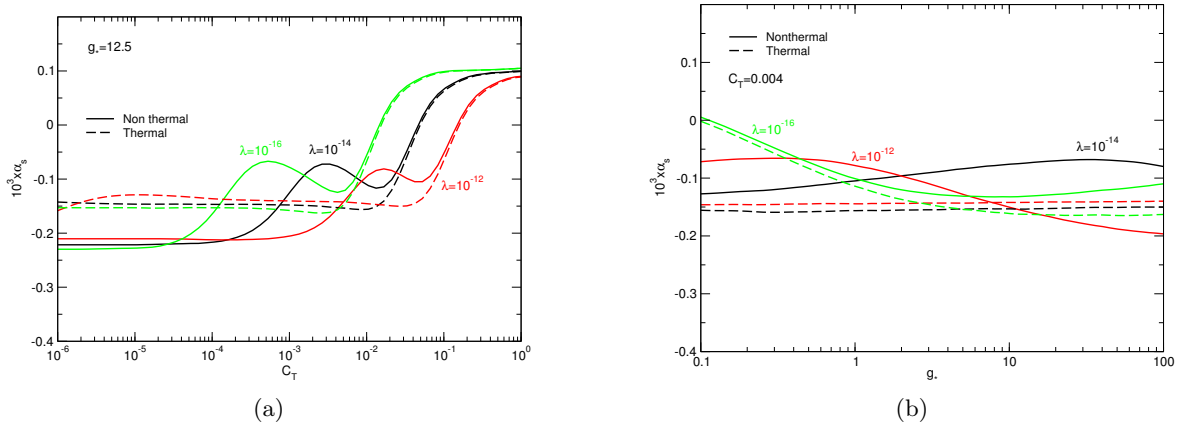 g*=12.5
Non thermal
Thermal
λ=10^-16
λ=10^-14
λ=10^-12
10^3xα_s
0.1
0
-0.1
-0.2
-0.3
-0.4
10^-6
10^-5
10^-4
10^-3
10^-2
10^-1
10^0
C_T
(a)
Nonthermal
Thermal
C_T=0.004
λ=10^-16
λ=10^-12
λ=10^-14
10^3xα_s
0.1
0
-0.1
-0.2
-0.3
-0.4
0.1
1
10
100
g*
(b)